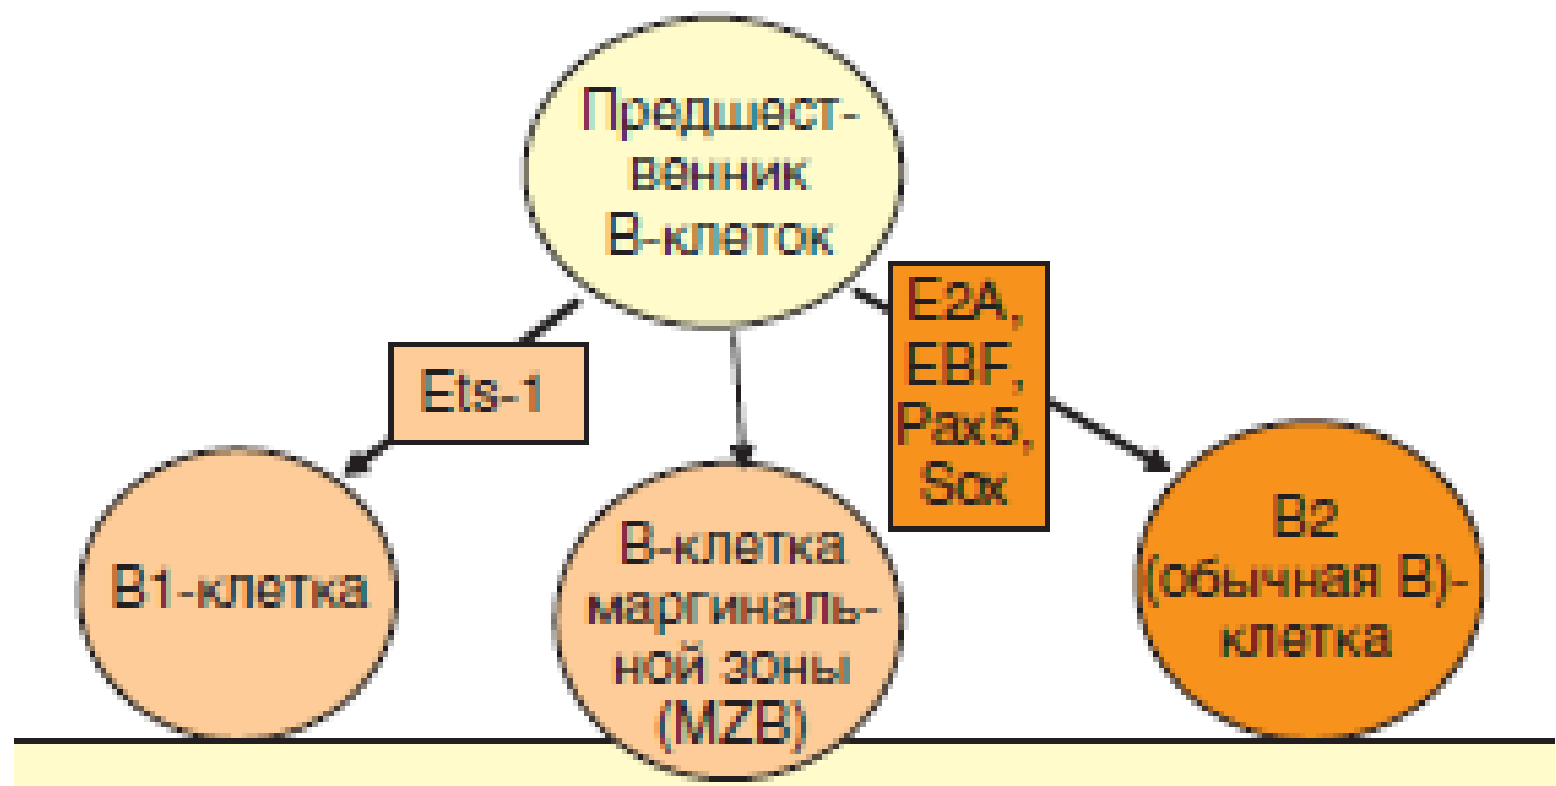 Предшест-
венник
В-клеток
Ets-1
E2A,
EBF,
Pax5,
Sox
В1-клетка
В-клетка
маргиналь-
ной зоны
(MZB)
В2
(обычная В)-
клетка